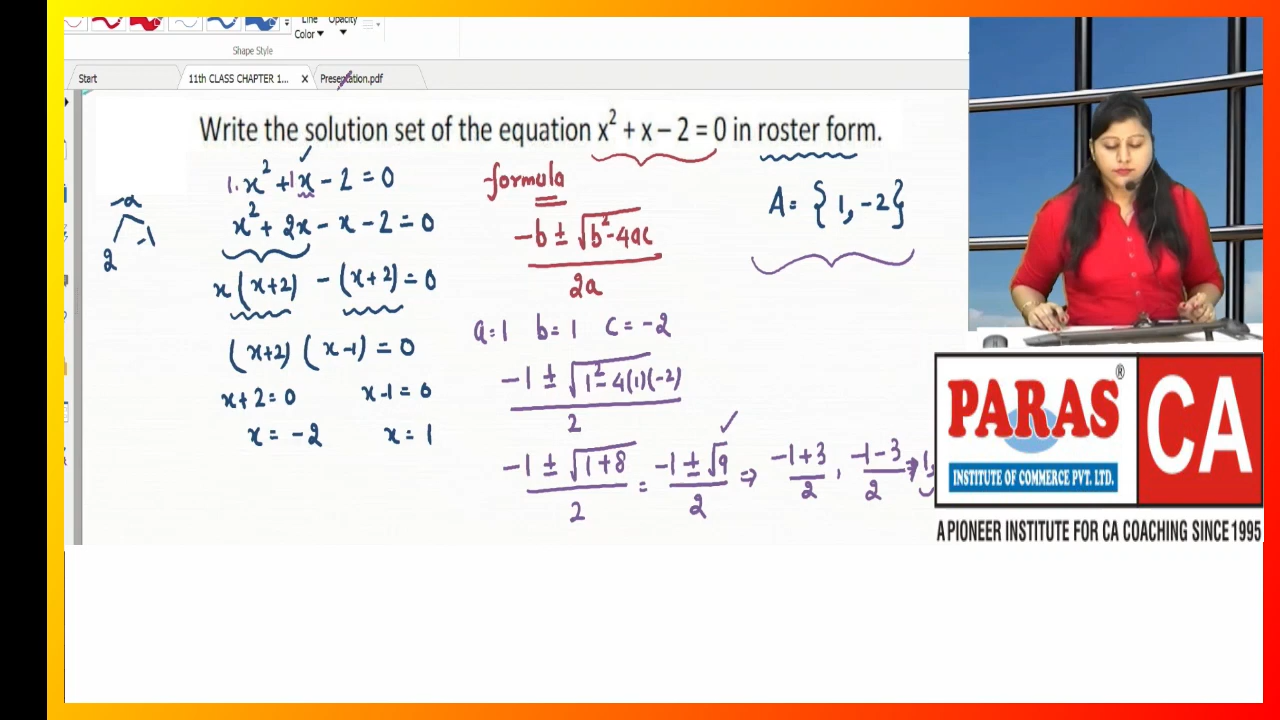 Line
Color
Opacity
Shape Style
Start
11th CLASS CHAPTER 1...
Presentation.pdf
Write the solution set of the equation x² + x – 2 = 0 in roster form.
1. x² + 1x - 2 = 0
x² + 2x - x - 2 = 0
2 -1
x (x+2) - (x+2) = 0
(x+2) (x-1) = 0
x+2=0 x-1=0
x = -2 x = 1
formula
-b ± √b²-4ac
2a
a=1 b=1 c=-2
-1 ± √1²-4(1)(-2)
2
-1 ± √1+8 / 2 = -1 ± √9 / 2 ⇒ -1+3 / 2 , -1-3 / 2 ⇒ 1,
A = {1, -2}
PARAS®
INSTITUTE OF COMMERCE PVT. LTD.
CA
A PIONEER INSTITUTE FOR CA COACHING SINCE 1995